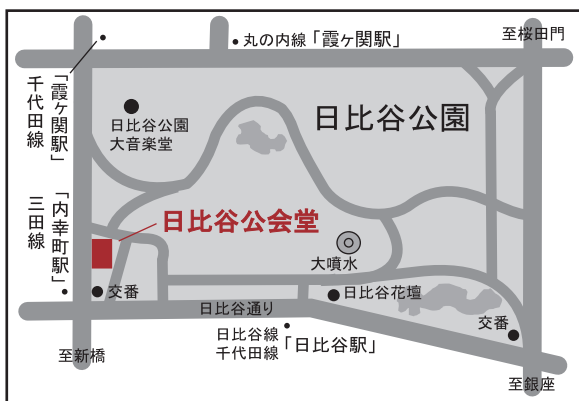 丸の内線「霞ヶ関駅」
至桜田門
千代田線
「霞ヶ関駅」
日比谷公園
大音楽堂
日比谷公園
三田線
「内幸町駅」
日比谷公会堂
大噴水
交番
日比谷花壇
日比谷通り
交番
日比谷線
千代田線
「日比谷駅」
至新橋
至銀座